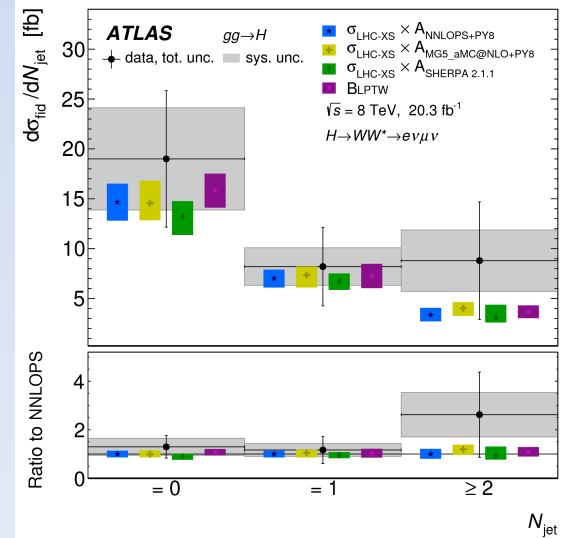 dσfid/dNjet [fb]
ATLAS gg→H
data, tot. unc. sys. unc.
σLHC-XS × ANNLOPS+PY8
σLHC-XS × AMG5_aMC@NLO+PY8
σLHC-XS × ASHERPA 2.1.1
BLPTW
√s = 8 TeV, 20.3 fb-1
H→WW*→eνμν
30
25
20
15
10
5
Ratio to NNLOPS
4
2
0
= 0 = 1 ≥ 2
Njet